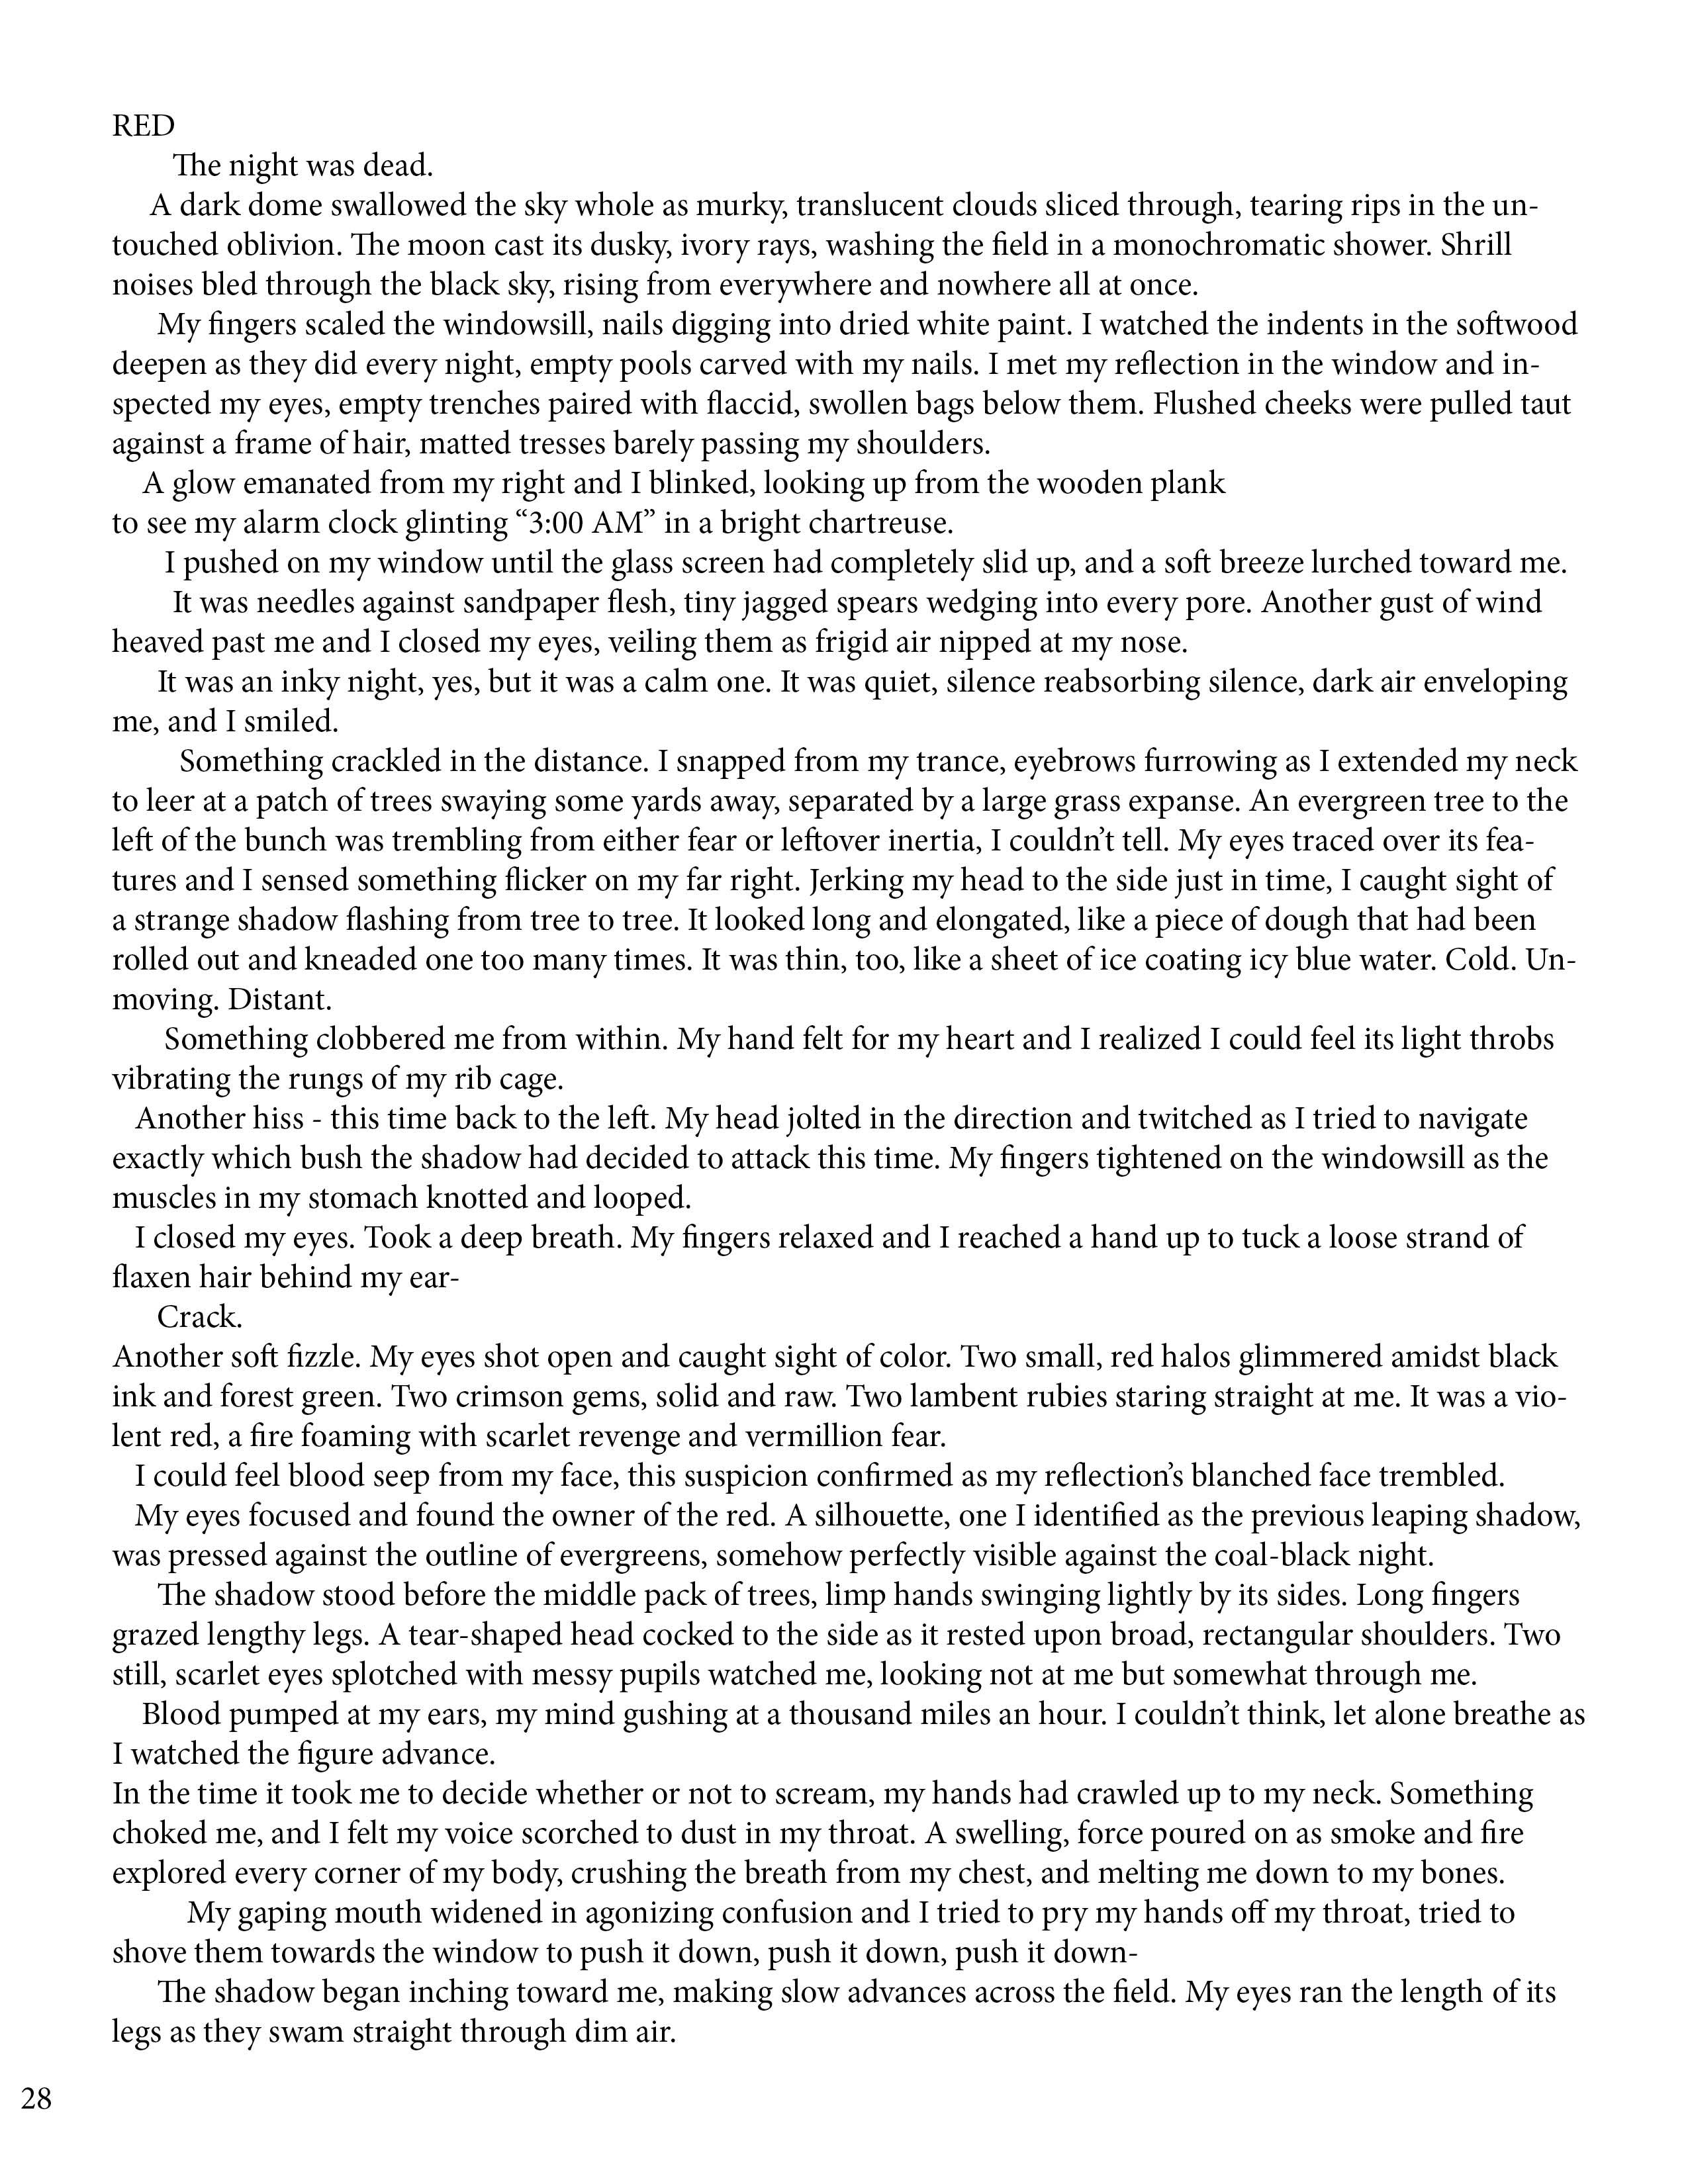 RED
The night was dead.
A dark dome swallowed the sky whole as murky, translucent clouds sliced through, tearing rips in the un-
touched oblivion. The moon cast its dusky, ivory rays, washing the field in a monochromatic shower. Shrill
noises bled through the black sky, rising from everywhere and nowhere all at once.
My fingers scaled the windowsill, nails digging into dried white paint. I watched the indents in the softwood
deepen as they did every night, empty pools carved with my nails. I met my reflection in the window and in-
spected my eyes, empty trenches paired with flaccid, swollen bags below them. Flushed cheeks were pulled taut
against a frame of hair, matted tresses barely passing my shoulders.
A glow emanated from my right and I blinked, looking up from the wooden plank
to see my alarm clock glinting “3:00 AM” in a bright chartreuse.
I pushed on my window until the glass screen had completely slid up, and a soft breeze lurched toward me.
It was needles against sandpaper flesh, tiny jagged spears wedging into every pore. Another gust of wind
heaved past me and I closed my eyes, veiling them as frigid air nipped at my nose.
It was an inky night, yes, but it was a calm one. It was quiet, silence reabsorbing silence, dark air enveloping
me, and I smiled.
Something crackled in the distance. I snapped from my trance, eyebrows furrowing as I extended my neck
to leer at a patch of trees swaying some yards away, separated by a large grass expanse. An evergreen tree to the
left of the bunch was trembling from either fear or leftover inertia, I couldn’t tell. My eyes traced over its fea-
tures and I sensed something flicker on my far right. Jerking my head to the side just in time, I caught sight of
a strange shadow flashing from tree to tree. It looked long and elongated, like a piece of dough that had been
rolled out and kneaded one too many times. It was thin, too, like a sheet of ice coating icy blue water. Cold. Un-
moving. Distant.
Something clobbered me from within. My hand felt for my heart and I realized I could feel its light throbs
vibrating the rungs of my rib cage.
Another hiss - this time back to the left. My head jolted in the direction and twitched as I tried to navigate
exactly which bush the shadow had decided to attack this time. My fingers tightened on the windowsill as the
muscles in my stomach knotted and looped.
I closed my eyes. Took a deep breath. My fingers relaxed and I reached a hand up to tuck a loose strand of
flaxen hair behind my ear-
Crack.
Another soft fizzle. My eyes shot open and caught sight of color. Two small, red halos glimmered amidst black
ink and forest green. Two crimson gems, solid and raw. Two lambent rubies staring straight at me. It was a vio-
lent red, a fire foaming with scarlet revenge and vermillion fear.
I could feel blood seep from my face, this suspicion confirmed as my reflection’s blanched face trembled.
My eyes focused and found the owner of the red. A silhouette, one I identified as the previous leaping shadow,
was pressed against the outline of evergreens, somehow perfectly visible against the coal-black night.
The shadow stood before the middle pack of trees, limp hands swinging lightly by its sides. Long fingers
grazed lengthy legs. A tear-shaped head cocked to the side as it rested upon broad, rectangular shoulders. Two
still, scarlet eyes splotched with messy pupils watched me, looking not at me but somewhat through me.
Blood pumped at my ears, my mind gushing at a thousand miles an hour. I couldn’t think, let alone breathe as
I watched the figure advance.
In the time it took me to decide whether or not to scream, my hands had crawled up to my neck. Something
choked me, and I felt my voice scorched to dust in my throat. A swelling, force poured on as smoke and fire
explored every corner of my body, crushing the breath from my chest, and melting me down to my bones.
My gaping mouth widened in agonizing confusion and I tried to pry my hands off my throat, tried to
shove them towards the window to push it down, push it down, push it down-
The shadow began inching toward me, making slow advances across the field. My eyes ran the length of its
legs as they swam straight through dim air.
28